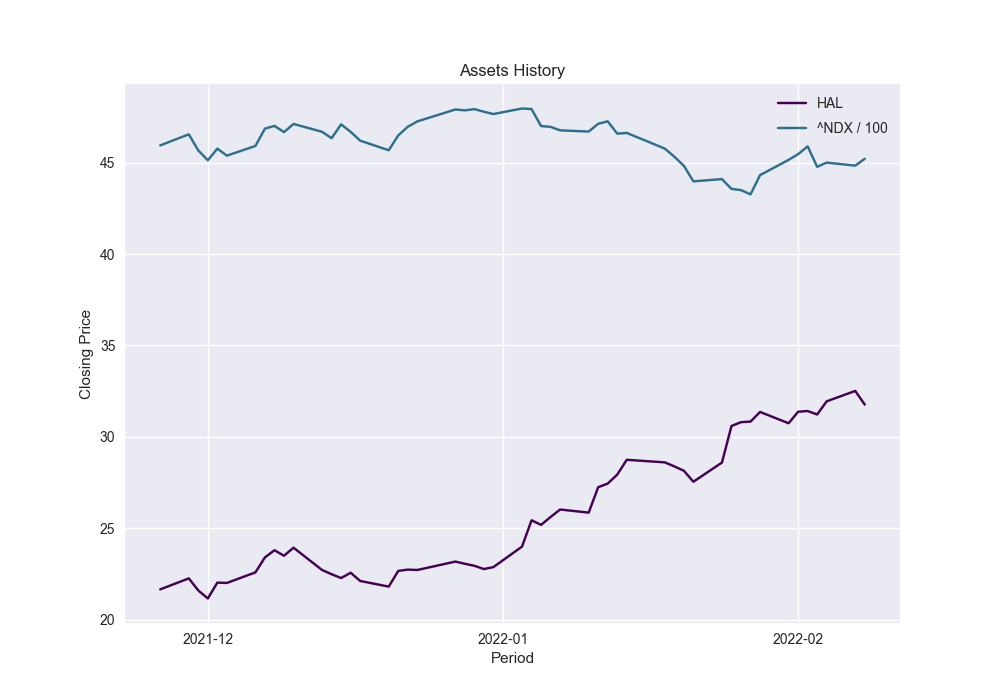 Assets History
HAL
^NDX / 100
45
40
35
30
25
20
Closing Price
2021-12
2022-01
2022-02
Period